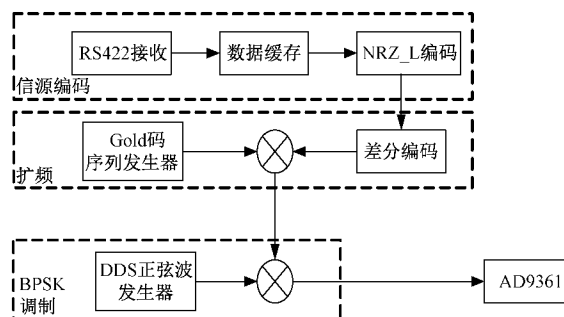 RS422接收
数据缓存
NRZ_L编码
信源编码
Gold码
序列发生器
差分编码
扩频
DDS正弦波
发生器
BPSK
调制
AD9361